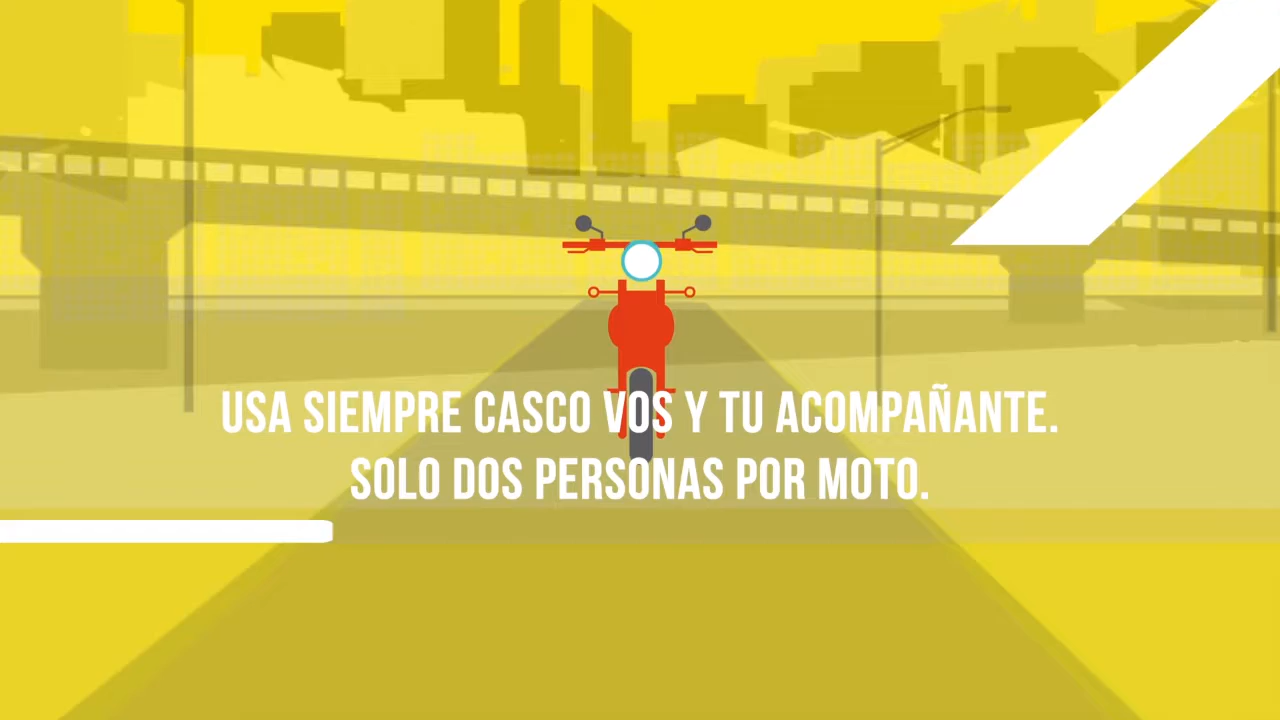 USA SIEMPRE CASCO VOS Y TU ACOMPAÑANTE.
SOLO DOS PERSONAS POR MOTO.